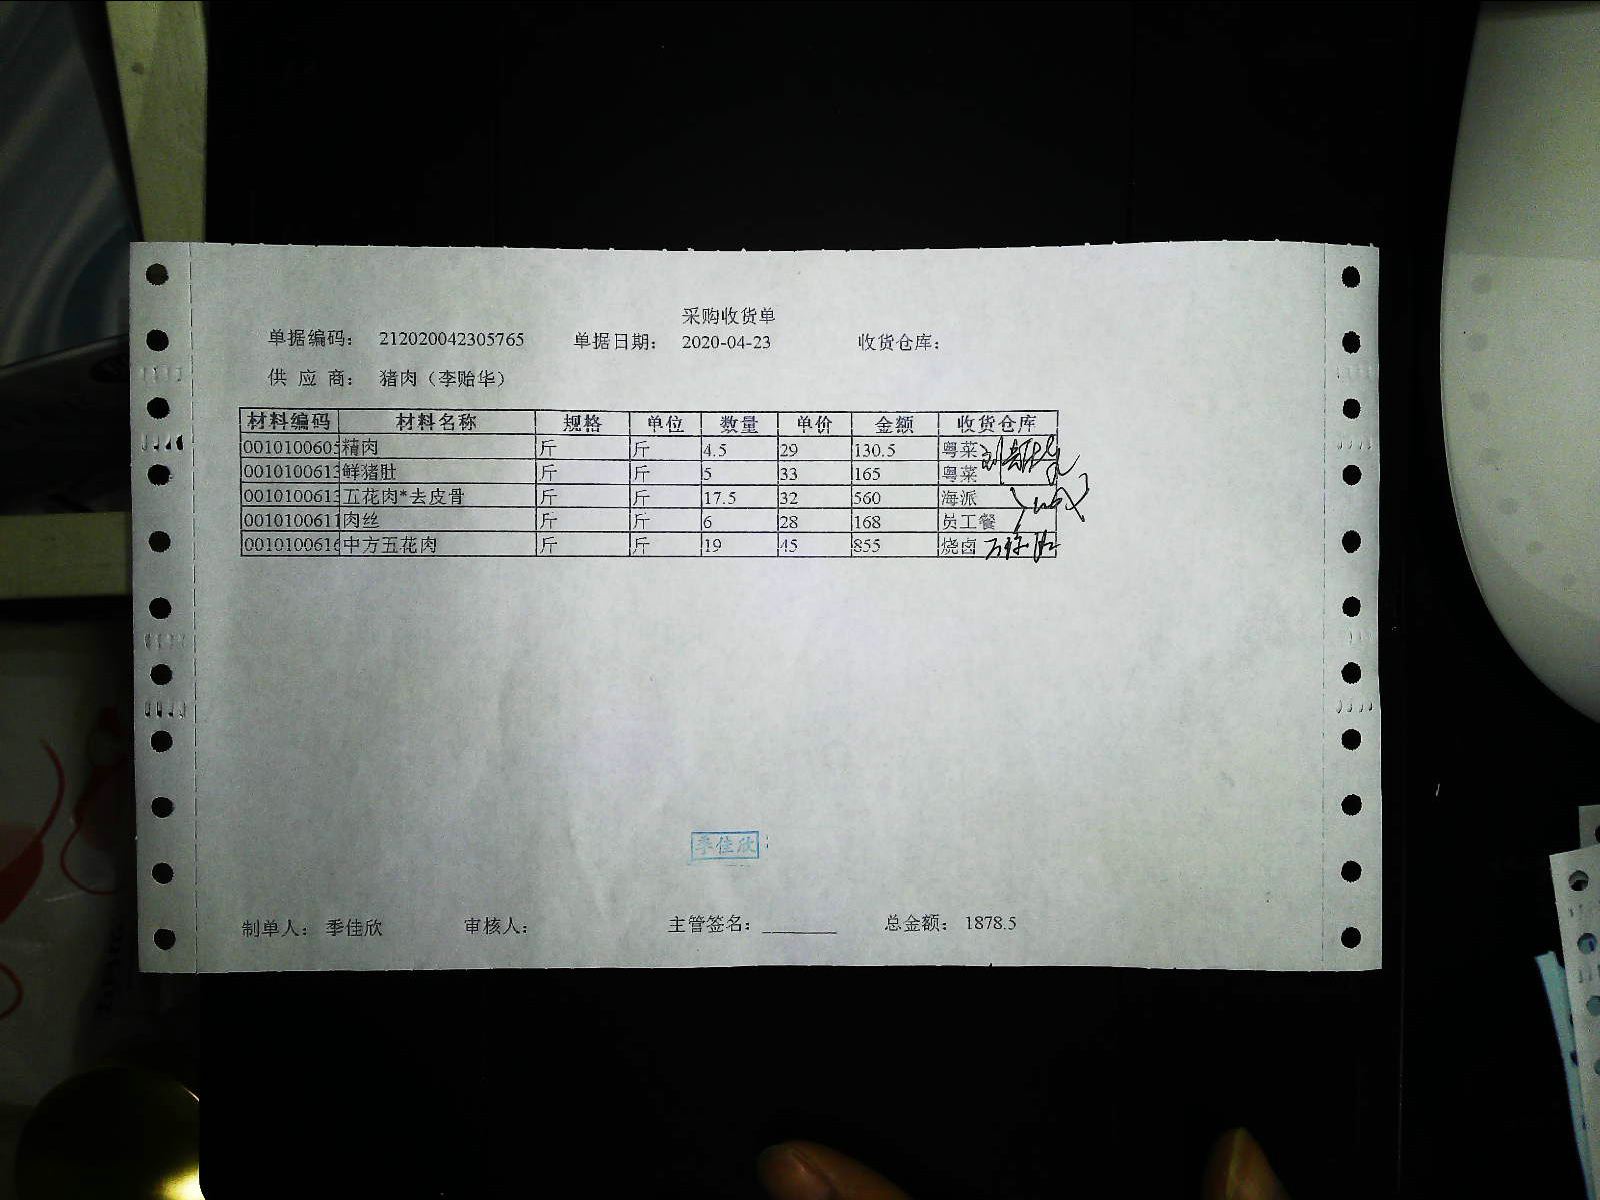 采购收货单
单据编码： 212020042305765 单据日期： 2020-04-23 收货仓库：
供 应 商： 猪肉（李贻华）
材料编码 材料名称 规格 单位 数量 单价 金额 收货仓库
0010100605 精肉 斤 斤 4.5 29 130.5 粤菜
0010100613 鲜猪肚 斤 斤 5 33 165 粤菜
0010100613 五花肉*去皮骨 斤 斤 17.5 32 560 海派
0010100611 肉丝 斤 斤 6 28 168 员工餐
0010100616 中方五花肉 斤 斤 19 45 855 烧卤
季佳欣
制单人： 季佳欣 审核人： 主管签名： ________ 总金额： 1878.5